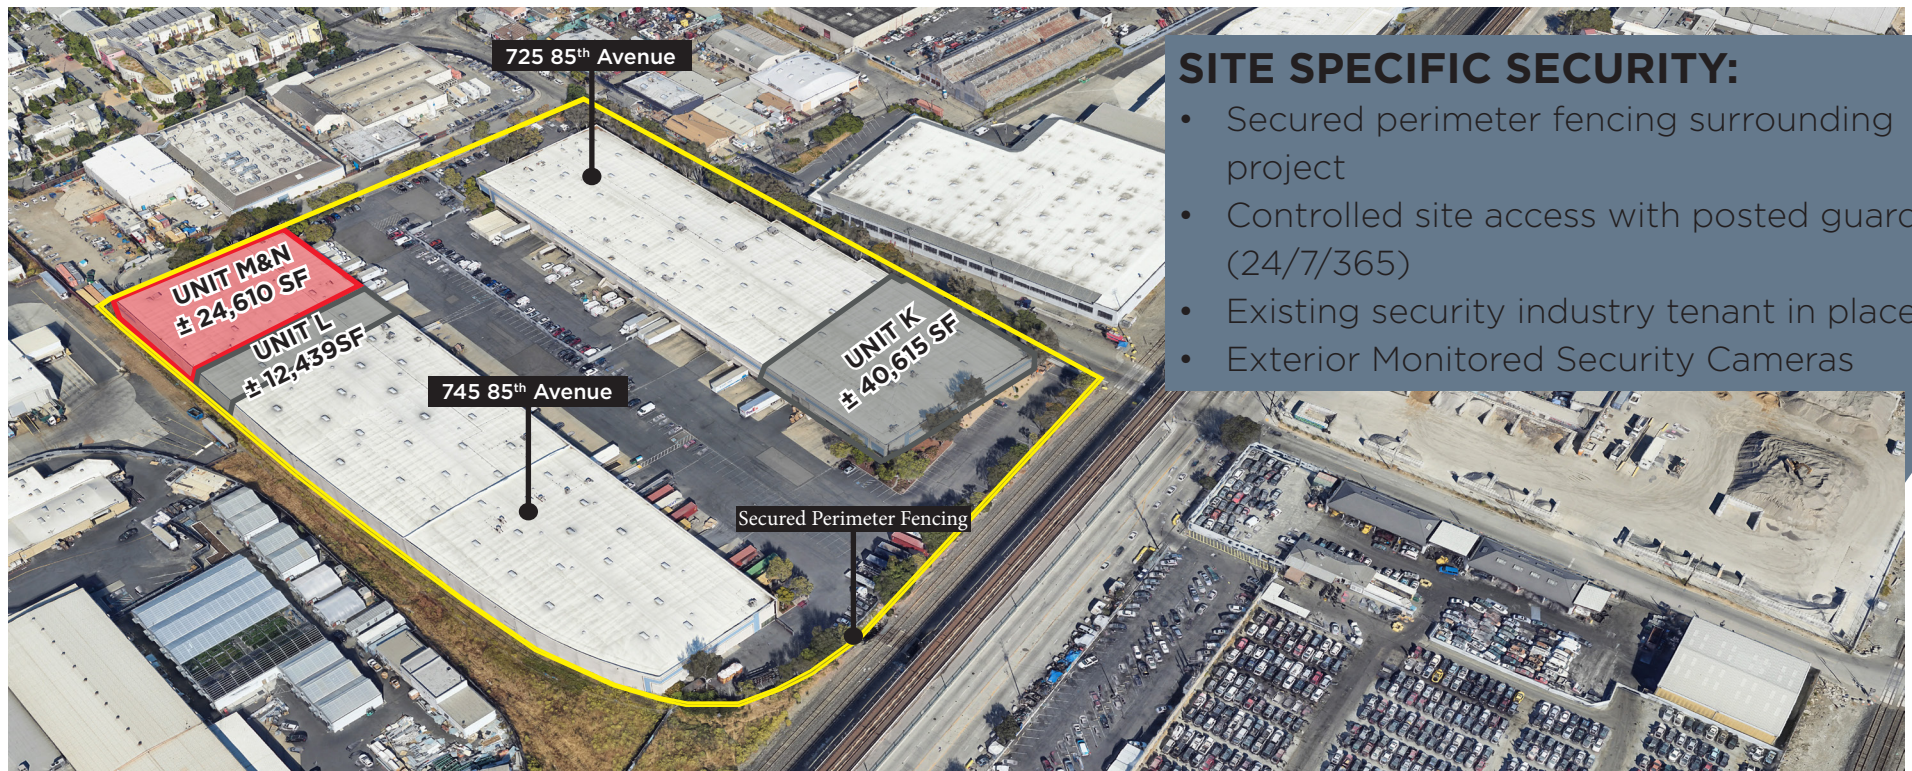 725 85th Avenue
SITE SPECIFIC SECURITY:
• Secured perimeter fencing surrounding
project
• Controlled site access with posted guard
(24/7/365)
• Existing security industry tenant in place
• Exterior Monitored Security Cameras
UNIT M&N
± 24,610 SF
UNIT L
± 12,439SF
UNIT K
± 40,615 SF
745 85th Avenue
Secured Perimeter Fencing